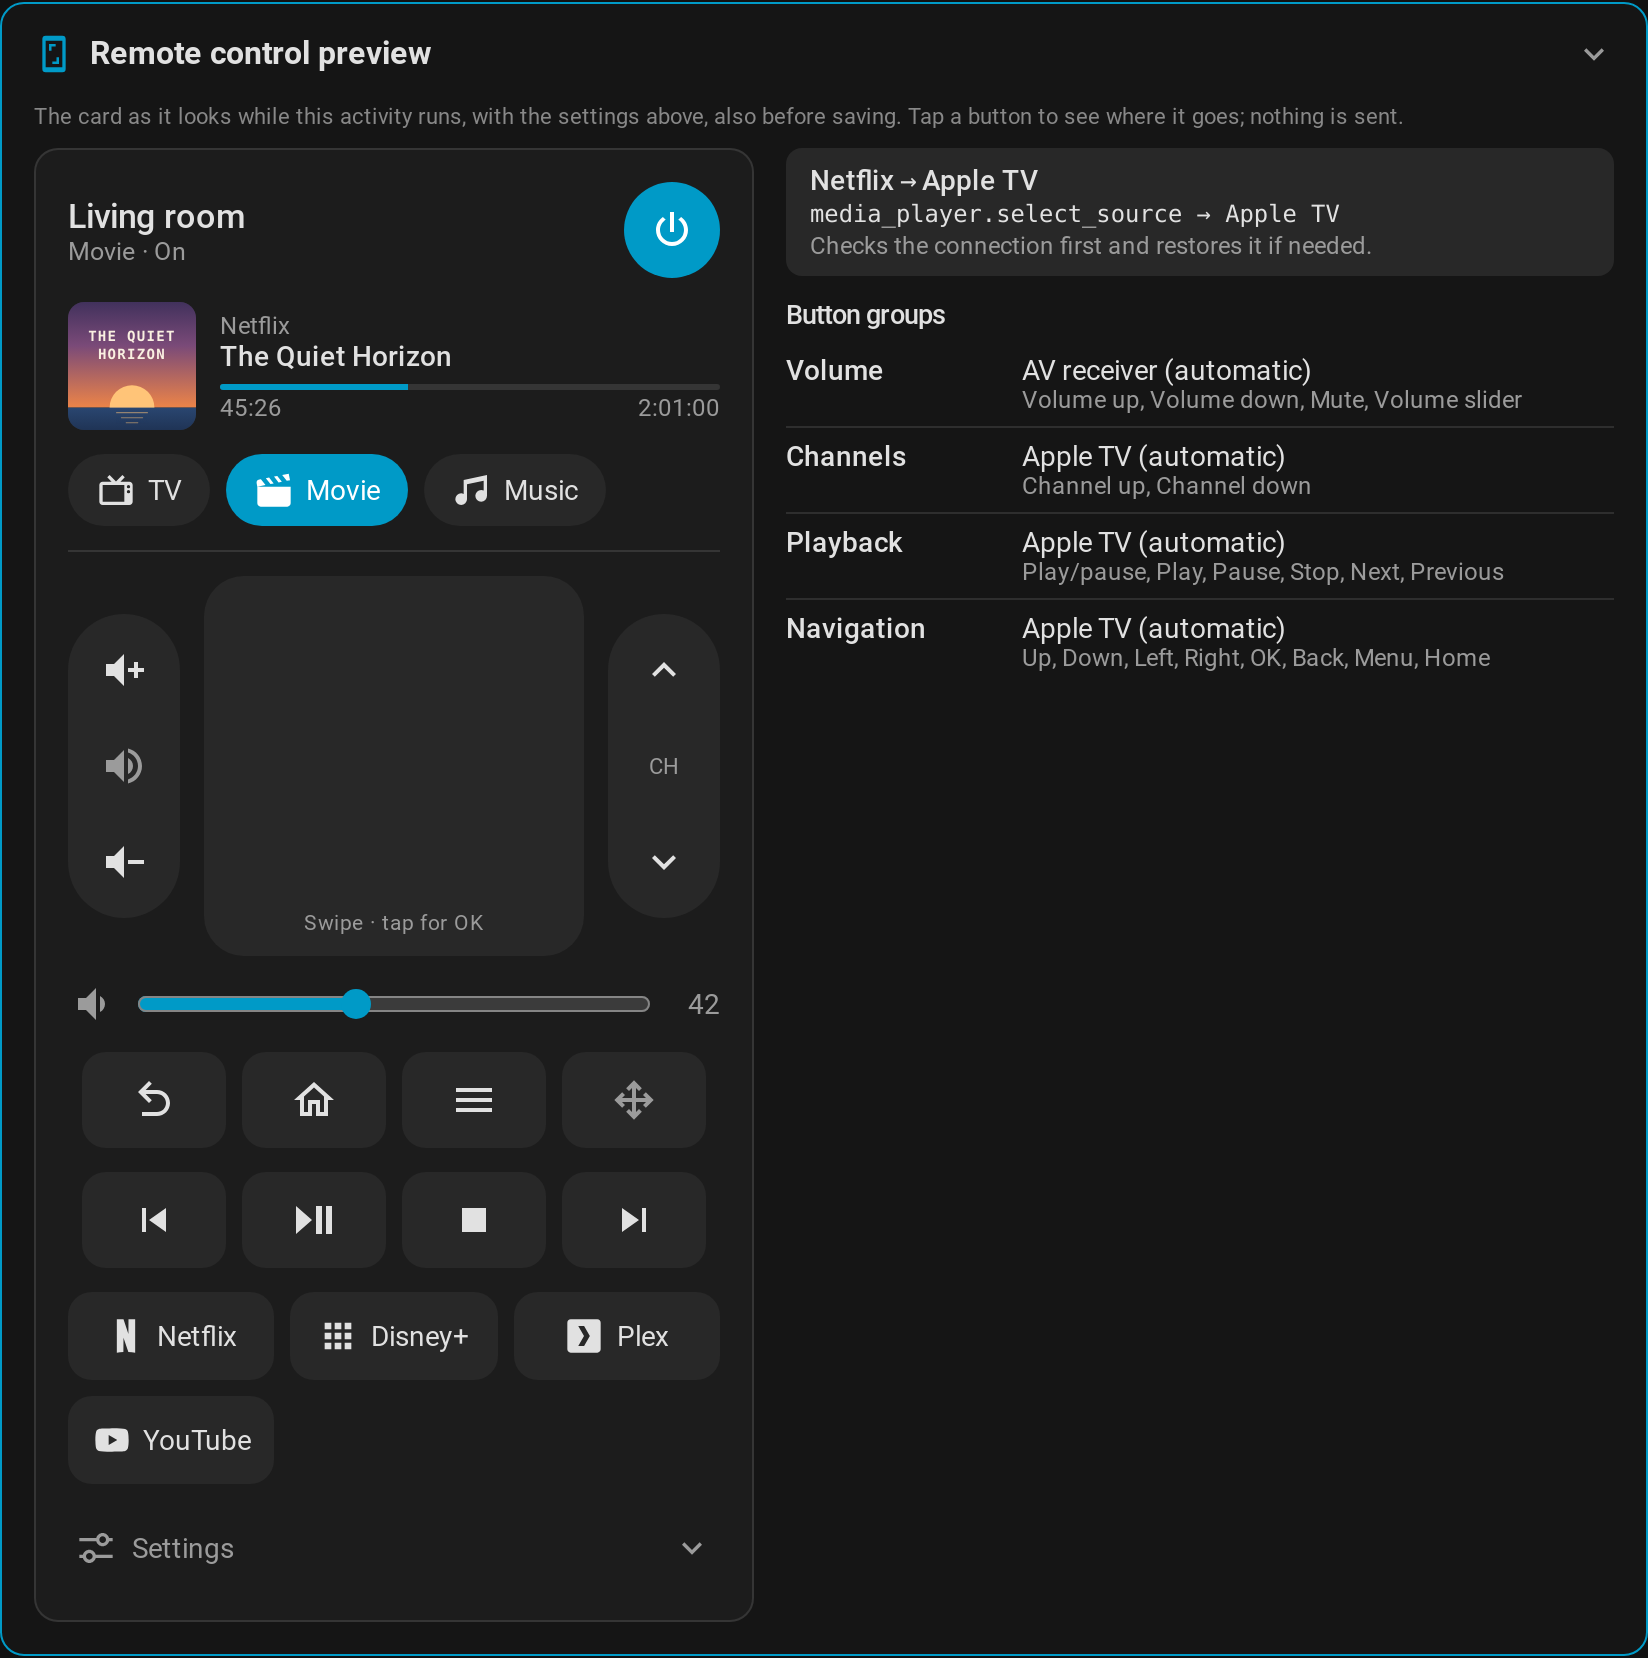 Remote control preview
The card as it looks while this activity runs, with the settings above, also before saving. Tap a button to see where it goes; nothing is sent.
Living room
Movie · On
THE QUIET
HORIZON
Netflix
The Quiet Horizon
45:26
2:01:00
TV
Movie
Music
CH
Swipe · tap for OK
42
Netflix
Disney+
Plex
YouTube
Settings
Netflix → Apple TV
media_player.select_source → Apple TV
Checks the connection first and restores it if needed.
Button groups
Volume
AV receiver (automatic)
Volume up, Volume down, Mute, Volume slider
Channels
Apple TV (automatic)
Channel up, Channel down
Playback
Apple TV (automatic)
Play/pause, Play, Pause, Stop, Next, Previous
Navigation
Apple TV (automatic)
Up, Down, Left, Right, OK, Back, Menu, Home